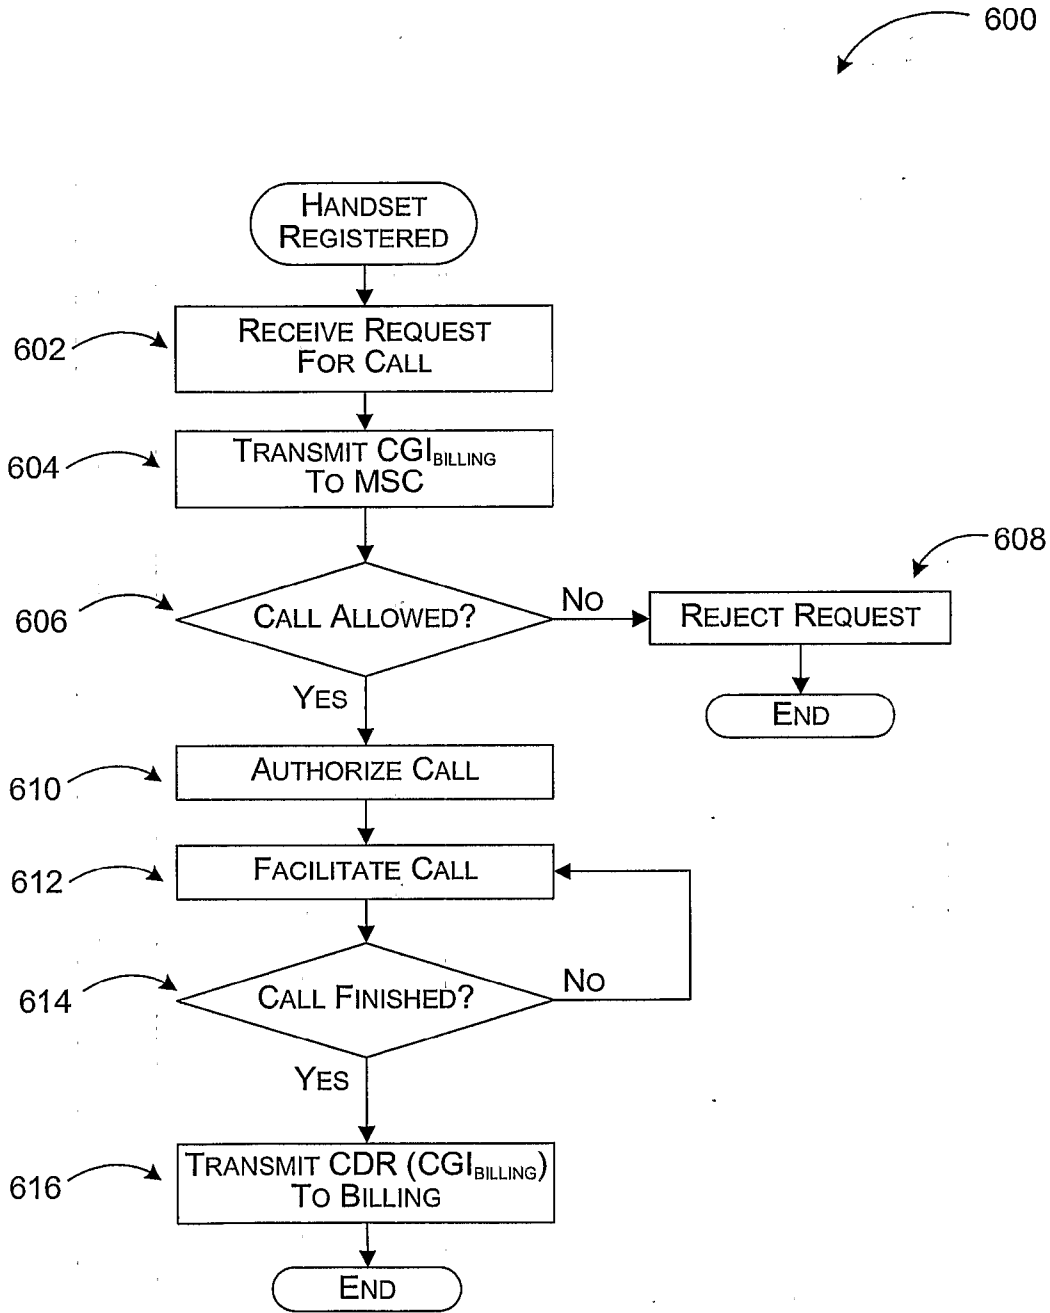 600
HANDSET
REGISTERED
602
RECEIVE REQUEST
FOR CALL
604
TRANSMIT CGIBILLING
TO MSC
606
CALL ALLOWED?
NO
608
REJECT REQUEST
END
YES
610
AUTHORIZE CALL
612
FACILITATE CALL
614
CALL FINISHED?
NO
YES
616
TRANSMIT CDR (CGIBILLING)
TO BILLING
END